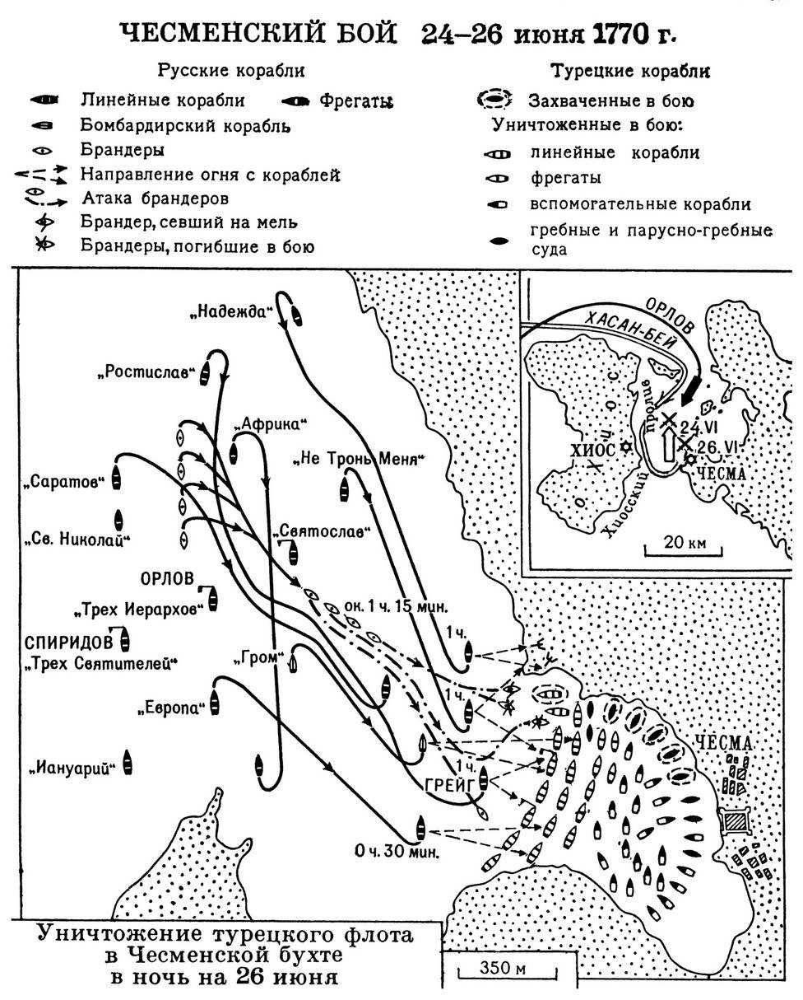 ЧЕСМЕНСКИЙ БОЙ 24–26 июня 1770 г.
Русские корабли
Линейные корабли
Фрегаты
Бомбардирский корабль
Брандеры
Направление огня с кораблей
Атака брандеров
Брандер, севший на мель
Брандеры, погибшие в бою
Турецкие корабли
Захваченные в бою
Уничтоженные в бою:
линейные корабли
фрегаты
вспомогательные корабли
гребные и парусно-гребные
суда
„Надежда“
„Ростислав“
„Африка“
„Не Тронь Меня“
„Саратов“
„Св. Николай“
„Святослав“
ОРЛОВ
„Трех Иерархов“
ок. 1 ч. 15 мин.
СПИРИДОВ
„Трех Святителей“
„Гром“
1 ч.
„Европа“
1 ч.
„Иануарий“
1 ч.
ГРЕЙГ
0 ч. 30 мин.
ЧЕСМА
ОРЛОВ
ХАСАН-БЕЙ
О. ХИОС
ХИОС
Хиосский
пролив
24.VI
26.VI
ЧЕСМА
20 км
Уничтожение турецкого флота
в Чесменской бухте
в ночь на 26 июня
350 м